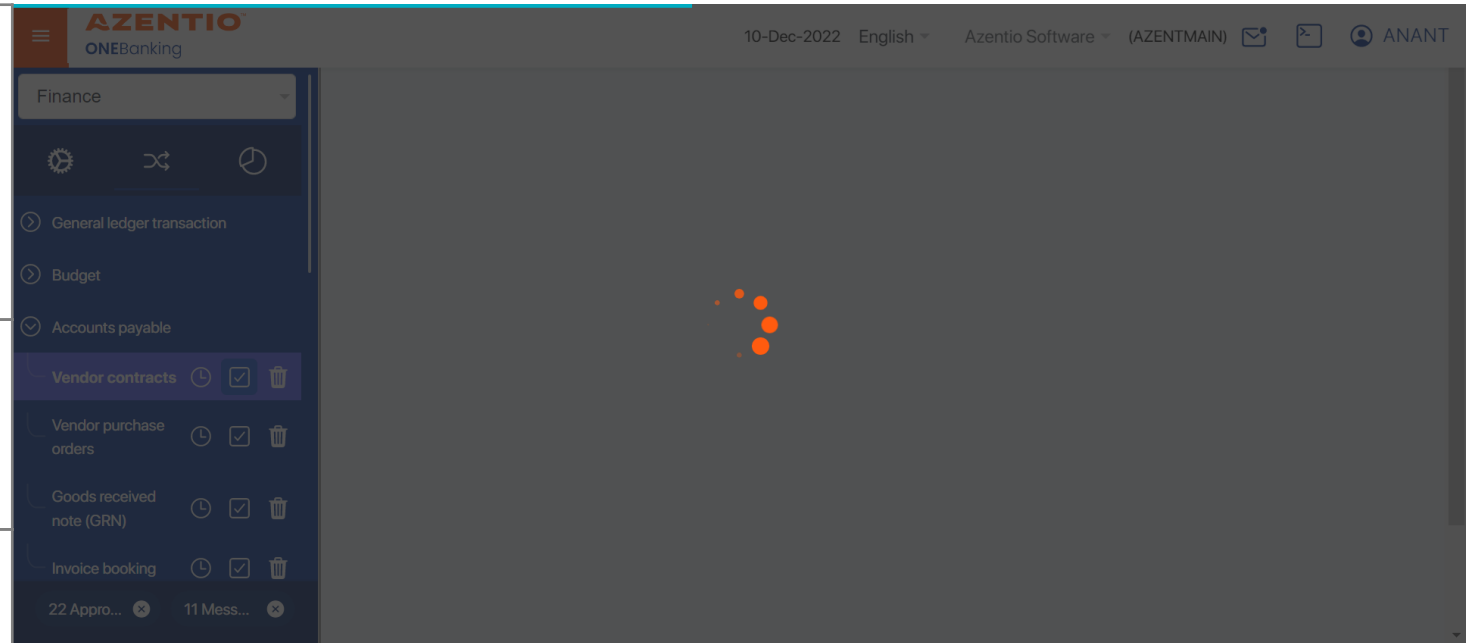 AZENTIO
ONEBanking
10-Dec-2022 English Azentio Software (AZENTMAIN) ANANT
Finance
General ledger transaction
Budget
Accounts payable
Vendor contracts
Vendor purchase
orders
Goods received
note (GRN)
Invoice booking
22 Appro... 11 Mess...